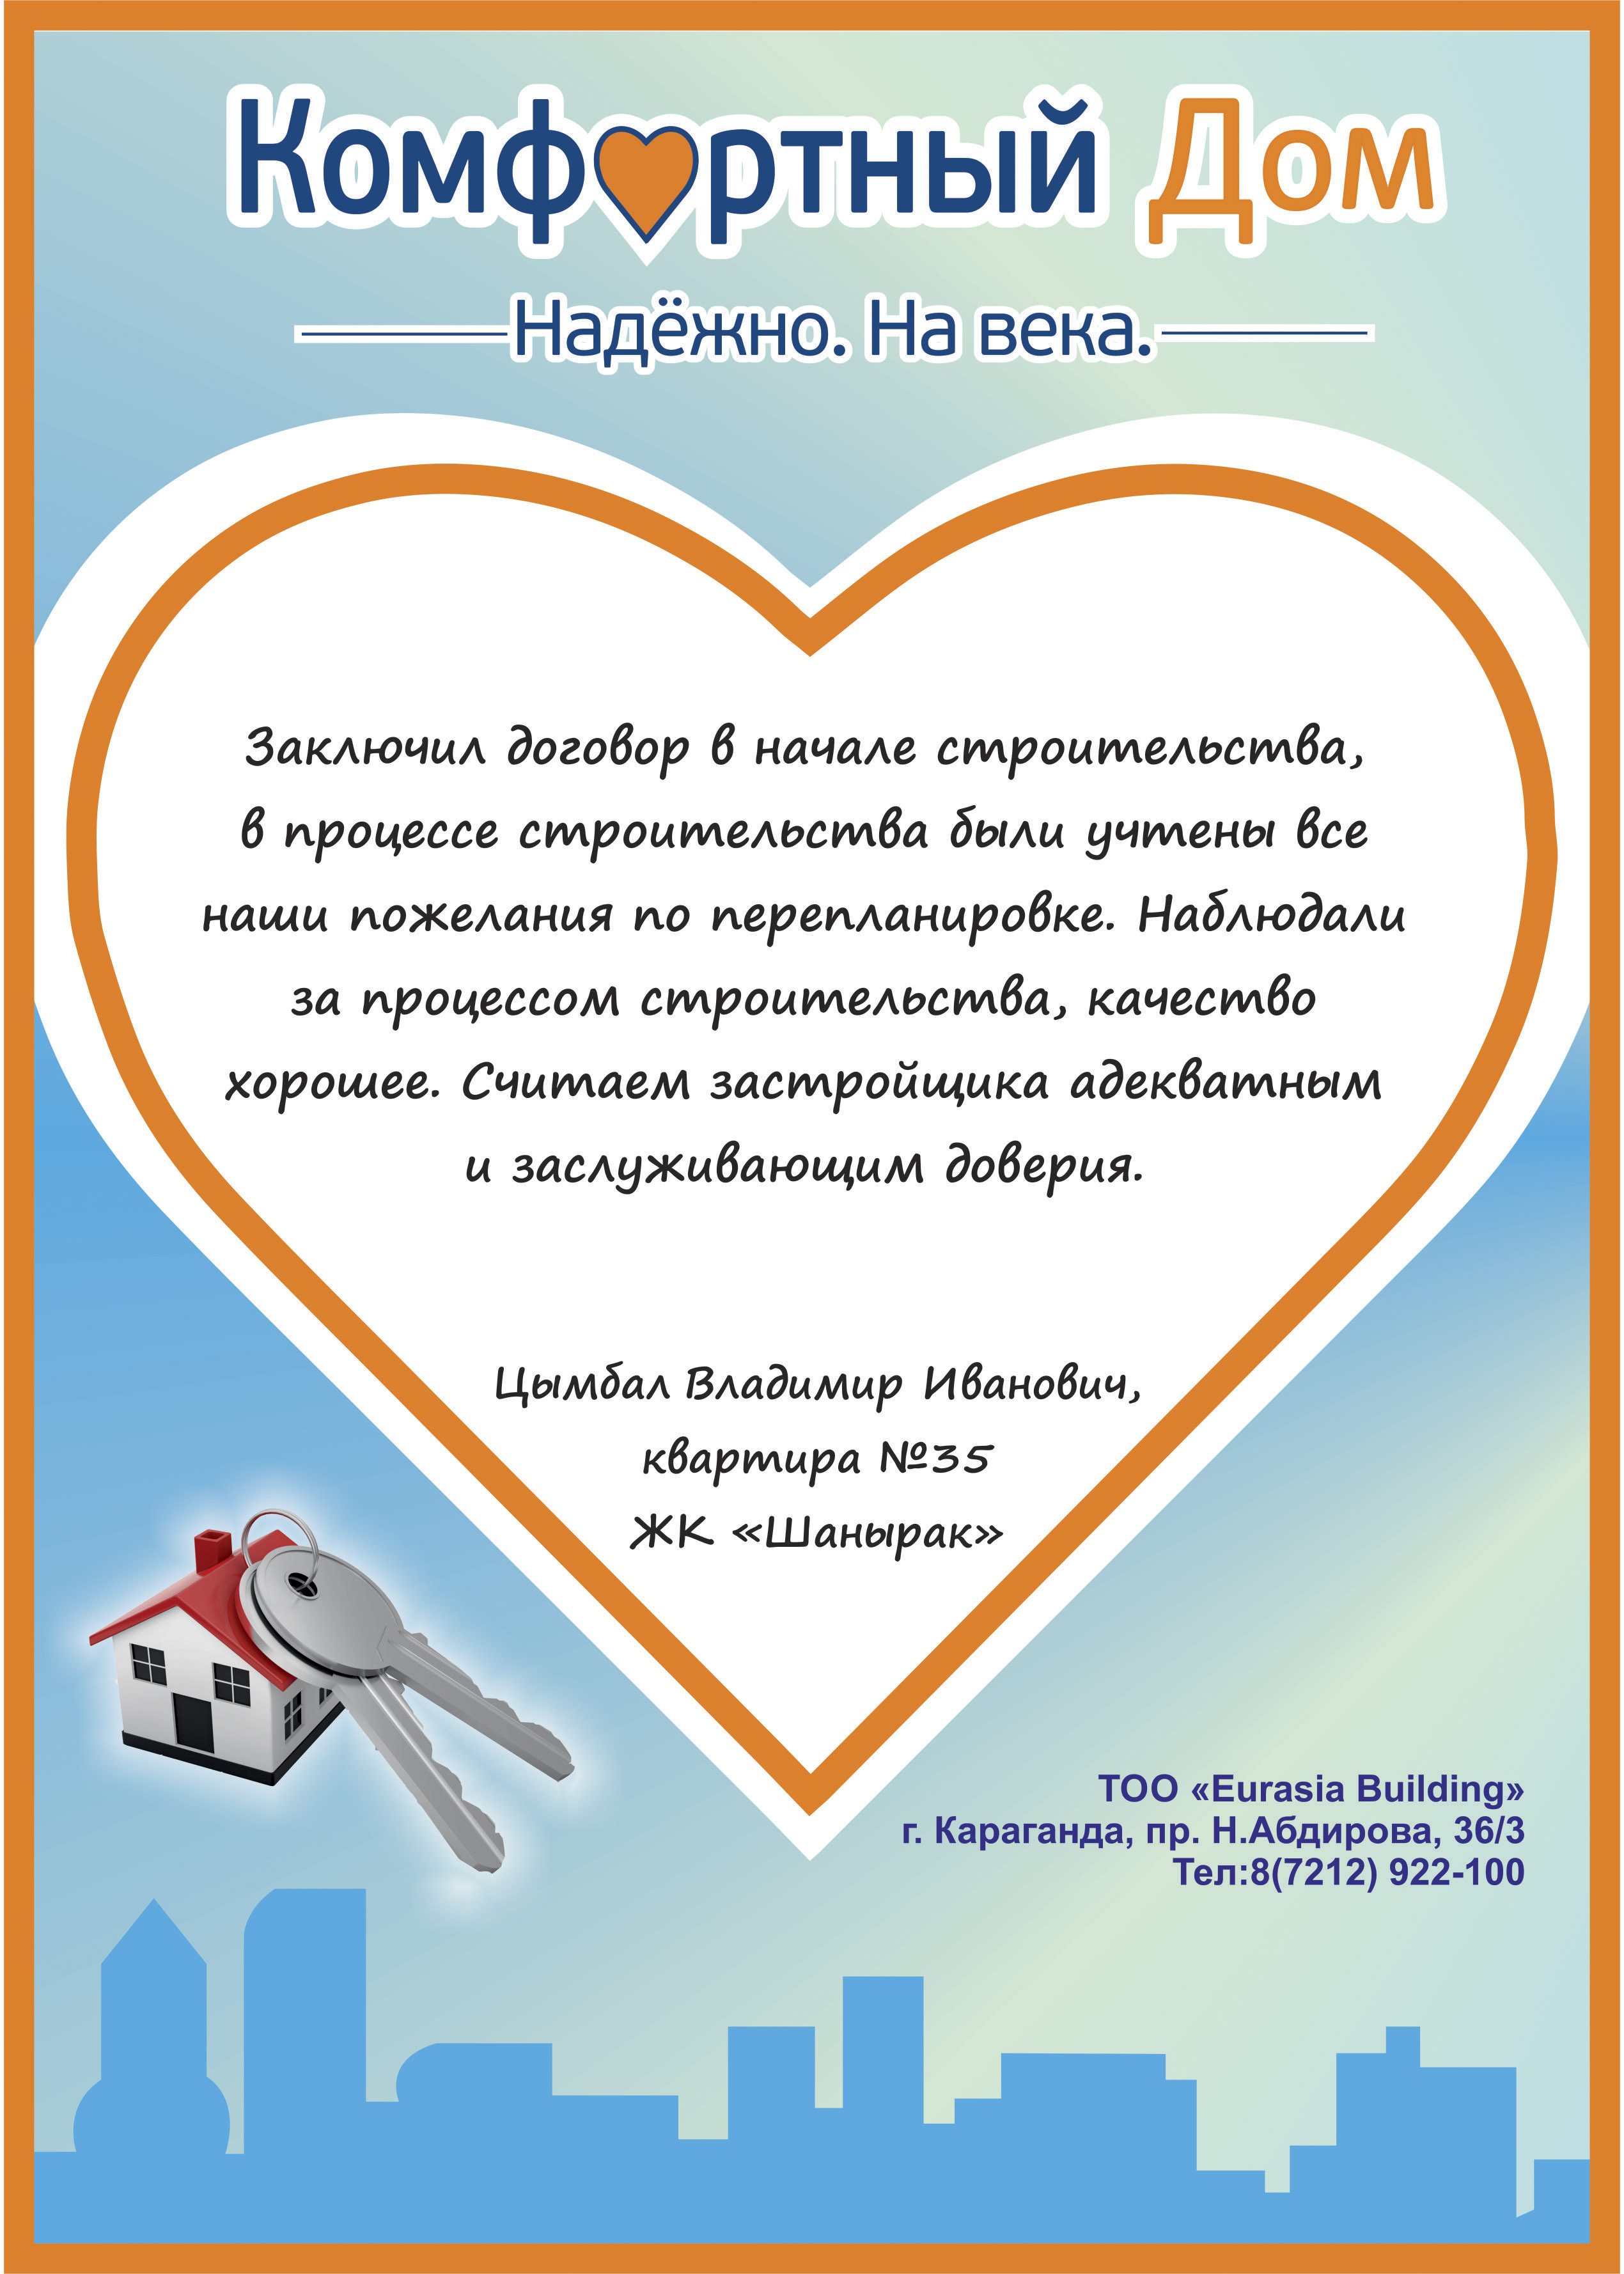 Комфортный Дом
Надёжно. На века.
Заключил договор в начале строительства,
в процессе строительства были учтены все
наши пожелания по перепланировке. Наблюдали
за процессом строительства, качество
хорошее. Считаем застройщика адекватным
и заслуживающим доверия.
Цымбал Владимир Иванович,
квартира №35
ЖК «Шанырак»
ТОО «Eurasia Building»
г. Караганда, пр. Н.Абдирова, 36/3
Тел:8(7212) 922-100